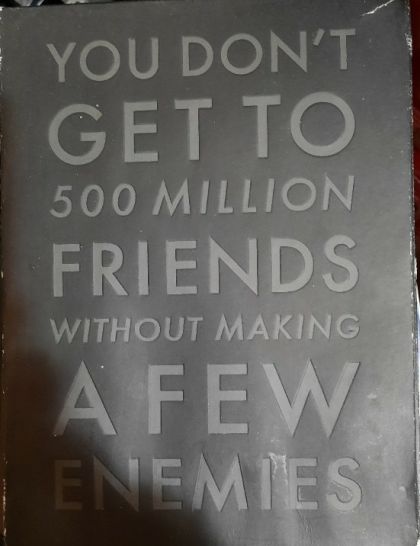 YOU DON'T
GET TO
500 MILLION
FRIENDS
WITHOUT MAKING
A FEW
ENEMIES